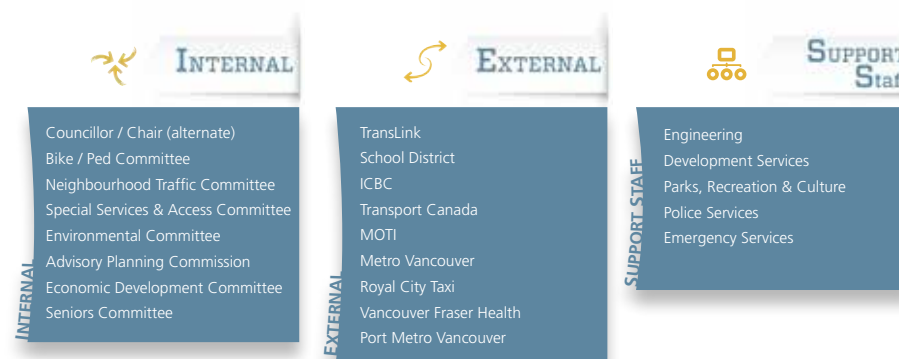 INTERNAL
INTERNAL
Councillor / Chair (alternate)
Bike / Ped Committee
Neighbourhood Traffic Committee
Special Services & Access Committee
Environmental Committee
Advisory Planning Commission
Economic Development Committee
Seniors Committee
EXTERNAL
EXTERNAL
TransLink
School District
ICBC
Transport Canada
MOTI
Metro Vancouver
Royal City Taxi
Vancouver Fraser Health
Port Metro Vancouver
SUPPORT
Staf
SUPPORT STAFF
Engineering
Development Services
Parks, Recreation & Culture
Police Services
Emergency Services